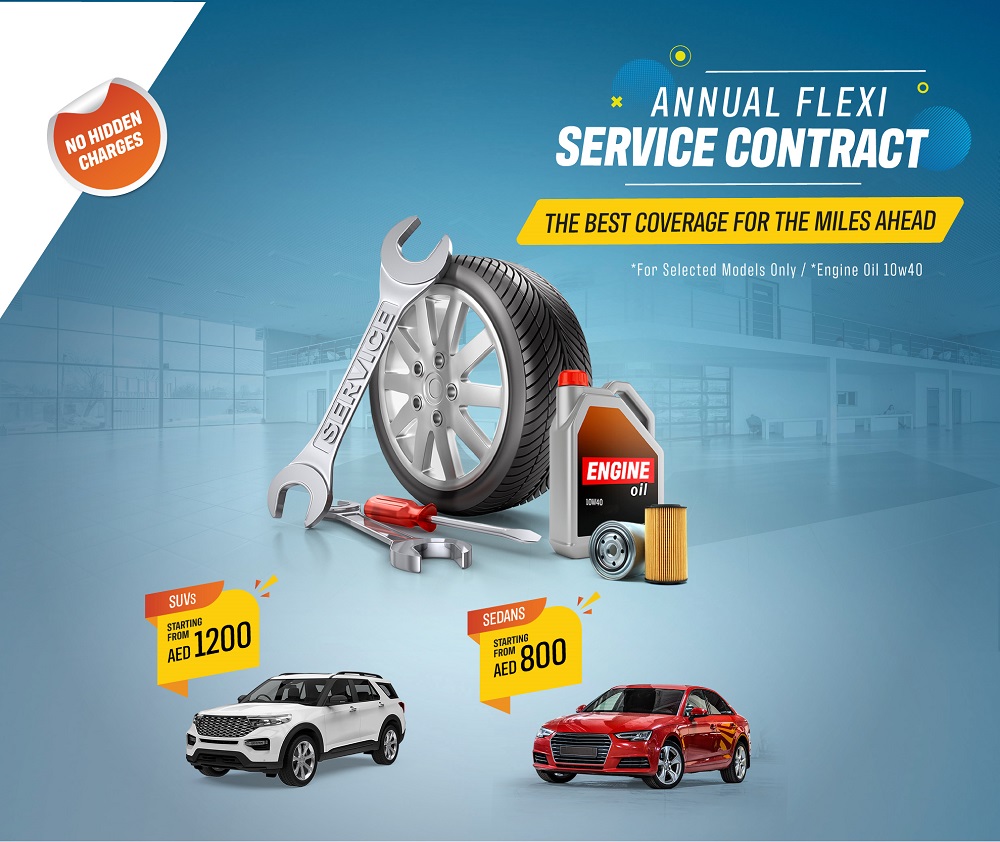 NO HIDDEN
CHARGES
ANNUAL FLEXI
SERVICE CONTRACT
THE BEST COVERAGE FOR THE MILES AHEAD
*For Selected Models Only / *Engine Oil 10w40
SERVICE
ENGINE
oil
10W40
SUVs
STARTING
FROM
AED 1200
SEDANS
STARTING
FROM
AED 800